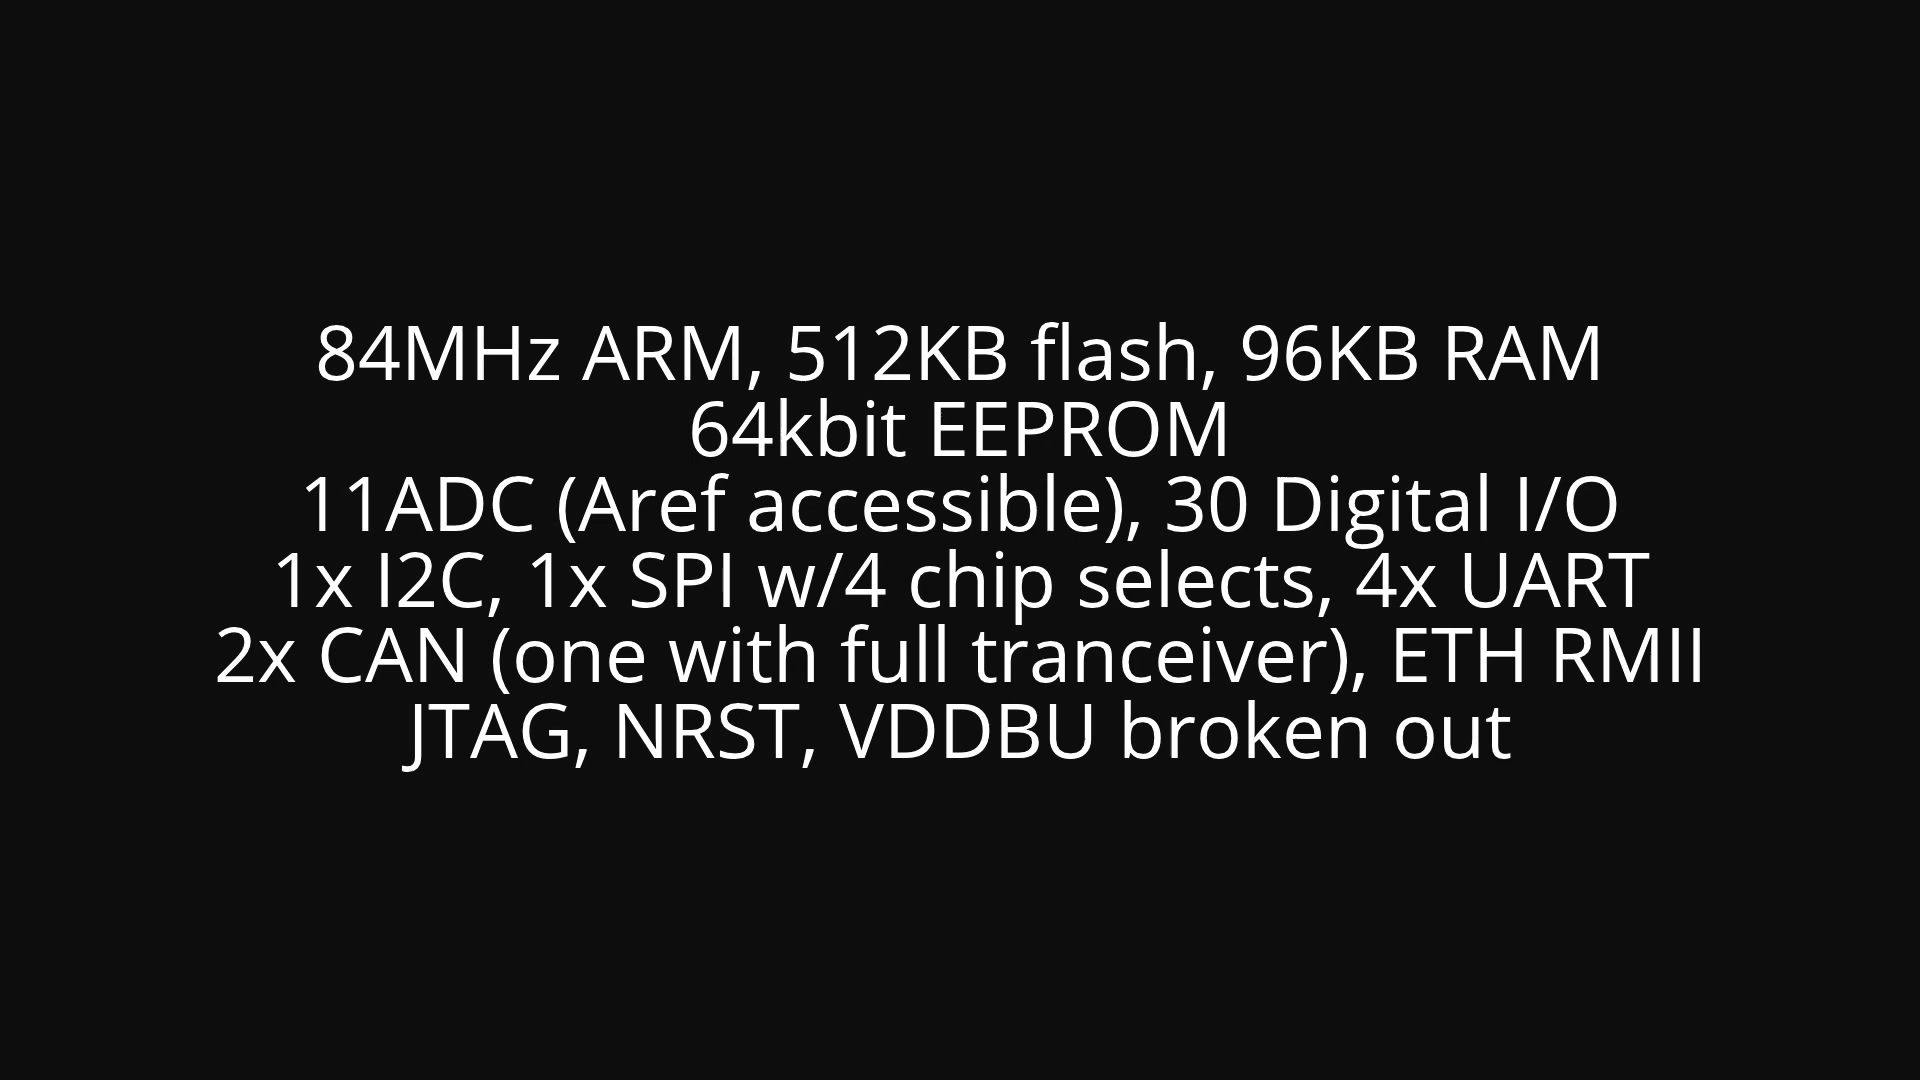 84MHz ARM, 512KB flash, 96KB RAM
64kbit EEPROM
11ADC (Aref accessible), 30 Digital I/O
1x I2C, 1x SPI w/4 chip selects, 4x UART
2x CAN (one with full tranceiver), ETH RMII
JTAG, NRST, VDDBU broken out